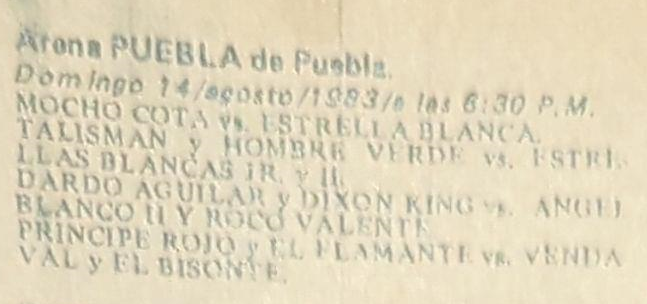 Arena PUEBLA de Puebla.
Domingo 14/agosto/1983/a las 6:30 P.M.
MOCHO COTA vs. ESTRELLA BLANCA.
TALISMAN y HOMBRE VERDE vs. ESTRE-
LLAS BLANCAS JR. y II.
DARDO AGUILAR y DIXON KING vs. ANGEL
BLANCO II Y ROCO VALENTE
PRINCIPE ROJO y EL FLAMANTE vs. VENDA
VAL y EL BISONTE.